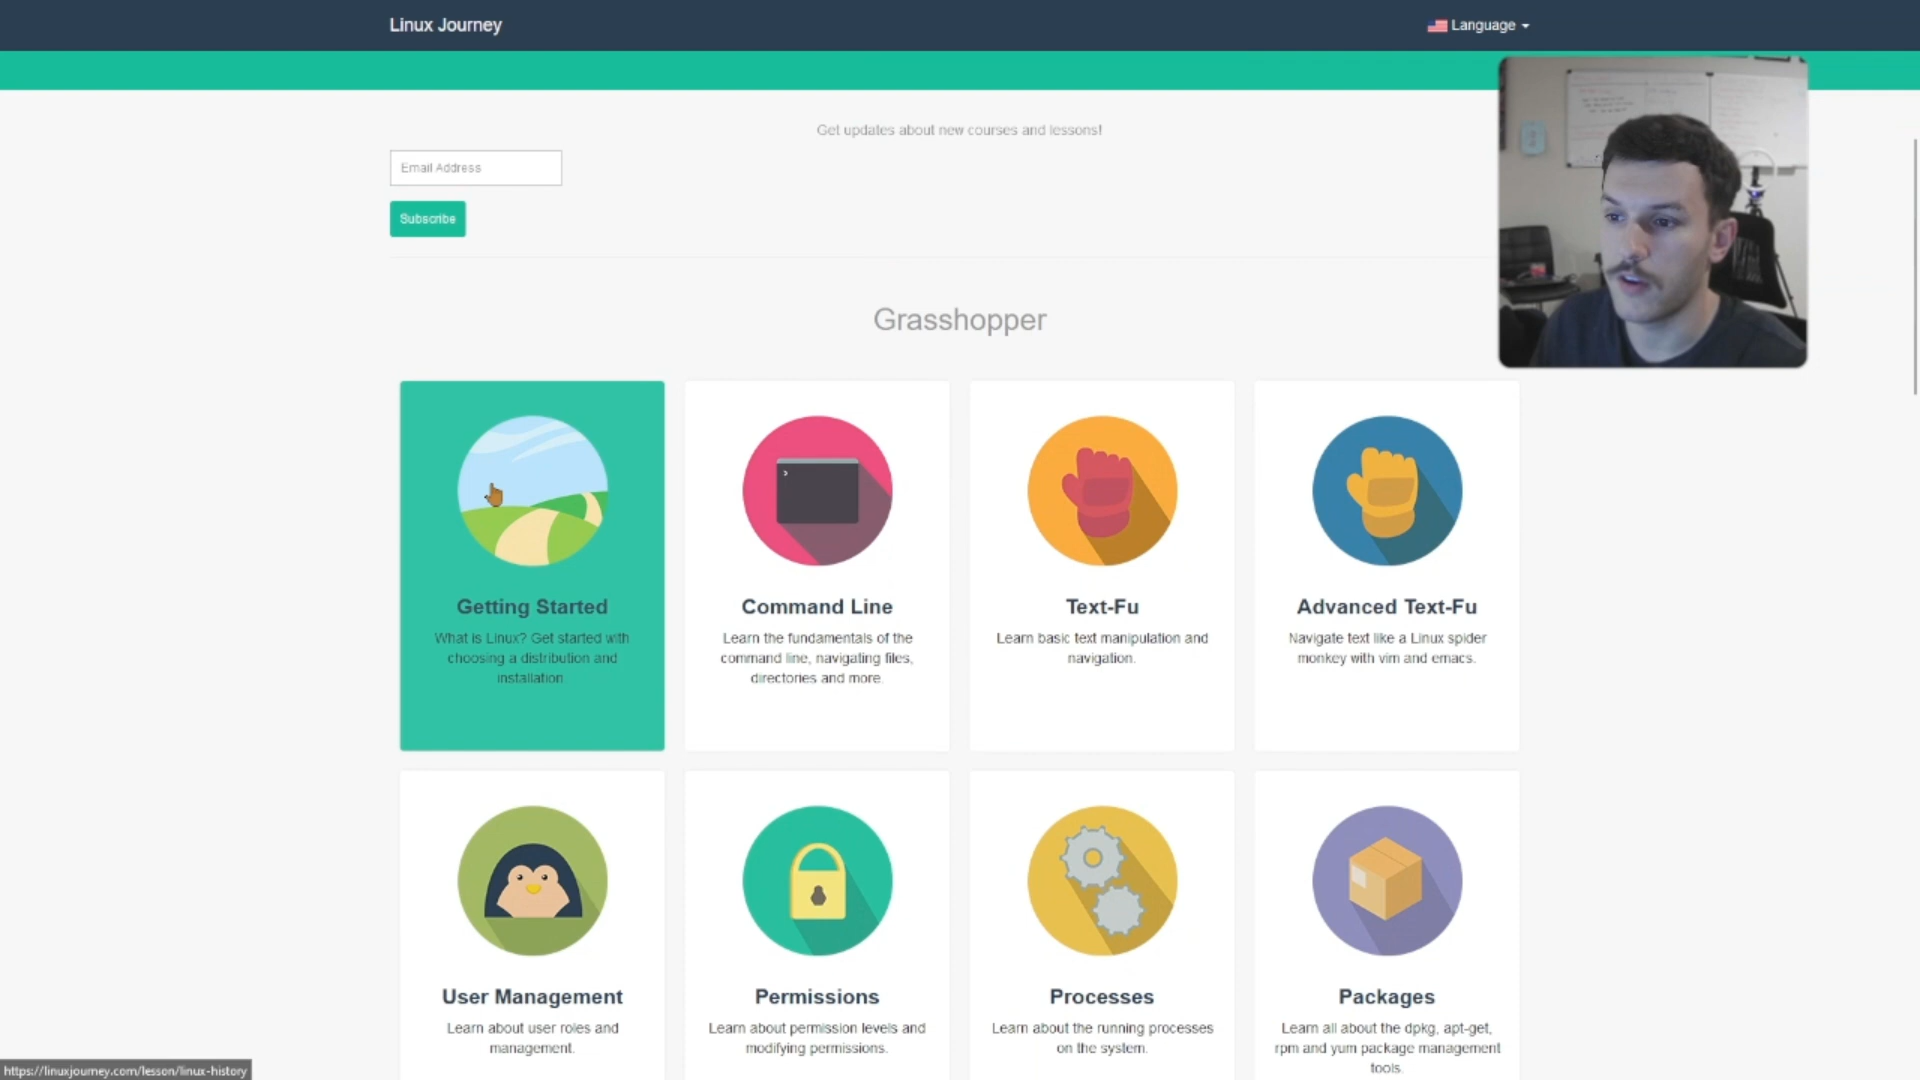 Linux Journey
Language
Get updates about new courses and lessons!
Email Address
Subscribe
Grasshopper
Getting Started
What is Linux? Get started with
choosing a distribution and
installation.
Command Line
Learn the fundamentals of the
command line, navigating files,
directories and more.
Text-Fu
Learn basic text manipulation and
navigation.
Advanced Text-Fu
Navigate text like a Linux spider
monkey with vim and emacs.
User Management
Learn about user roles and
management.
Permissions
Learn about permission levels and
modifying permissions.
Processes
Learn about the running processes
on the system.
Packages
Learn all about the dpkg, apt-get,
rpm and yum package management
tools.
https://linuxjourney.com/lesson/linux-history